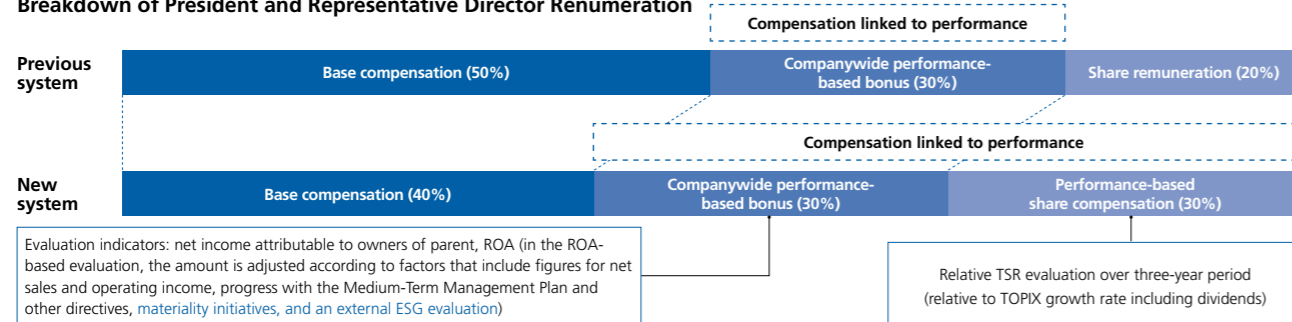 Breakdown of President and Representative Director Renumeration
Compensation linked to performance
Previous
system
Base compensation (50%)
Companywide performance-
based bonus (30%)
Share remuneration (20%)
Compensation linked to performance
New
system
Base compensation (40%)
Companywide performance-
based bonus (30%)
Performance-based
share compensation (30%)
Evaluation indicators: net income attributable to owners of parent, ROA (in the ROA-
based evaluation, the amount is adjusted according to factors that include figures for net
sales and operating income, progress with the Medium-Term Management Plan and
other directives, materiality initiatives, and an external ESG evaluation)
Relative TSR evaluation over three-year period
(relative to TOPIX growth rate including dividends)